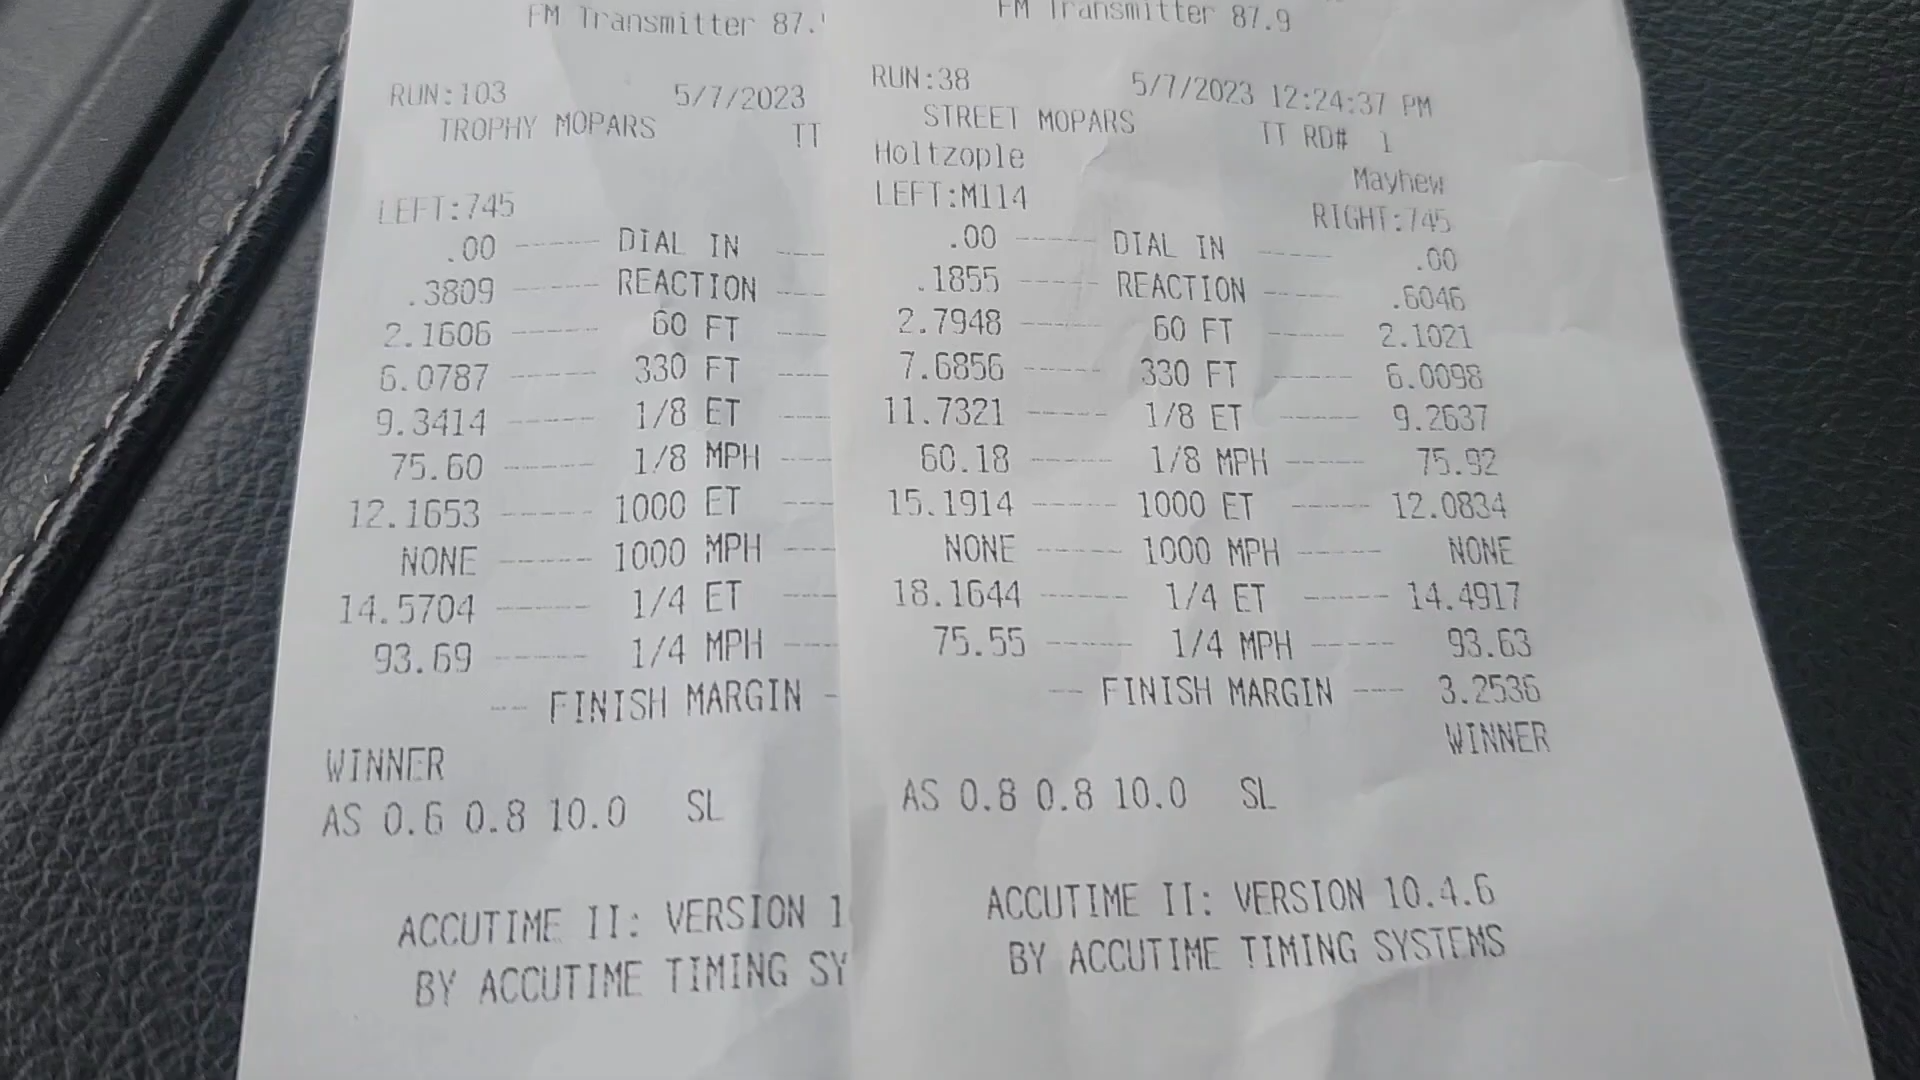 FM Transmitter 87.
RUN:103 5/7/2023
TROPHY MOPARS TT
LEFT:745
.00 ------ DIAL IN ----
.3809 ------ REACTION ----
2.1606 ------ 60 FT ----
6.0787 ------ 330 FT ----
9.3414 ------ 1/8 ET ----
75.60 ------ 1/8 MPH ----
12.1653 ------ 1000 ET ----
NONE ------ 1000 MPH ----
14.5704 ------ 1/4 ET ----
93.69 ------ 1/4 MPH ----
-- FINISH MARGIN -
WINNER
AS 0.6 0.8 10.0 SL
ACCUTIME II: VERSION 1
BY ACCUTIME TIMING SY
FM Transmitter 87.9
RUN:38 5/7/2023 12:24:37 PM
STREET MOPARS TT RD# 1
Holtzople
Mayhew
LEFT:M114 RIGHT:745
.00 ------ DIAL IN ------ .00
.1855 ------ REACTION ------ .6046
2.7948 ------ 60 FT ------ 2.1021
7.6856 ------ 330 FT ------ 6.0098
11.7321 ------ 1/8 ET ------ 9.2637
60.18 ------ 1/8 MPH ------ 75.92
15.1914 ------ 1000 ET ------ 12.0834
NONE ------ 1000 MPH ------ NONE
18.1644 ------ 1/4 ET ------ 14.4917
75.55 ------ 1/4 MPH ------ 93.63
-- FINISH MARGIN --- 3.2536
WINNER
AS 0.8 0.8 10.0 SL
ACCUTIME II: VERSION 10.4.6
BY ACCUTIME TIMING SYSTEMS